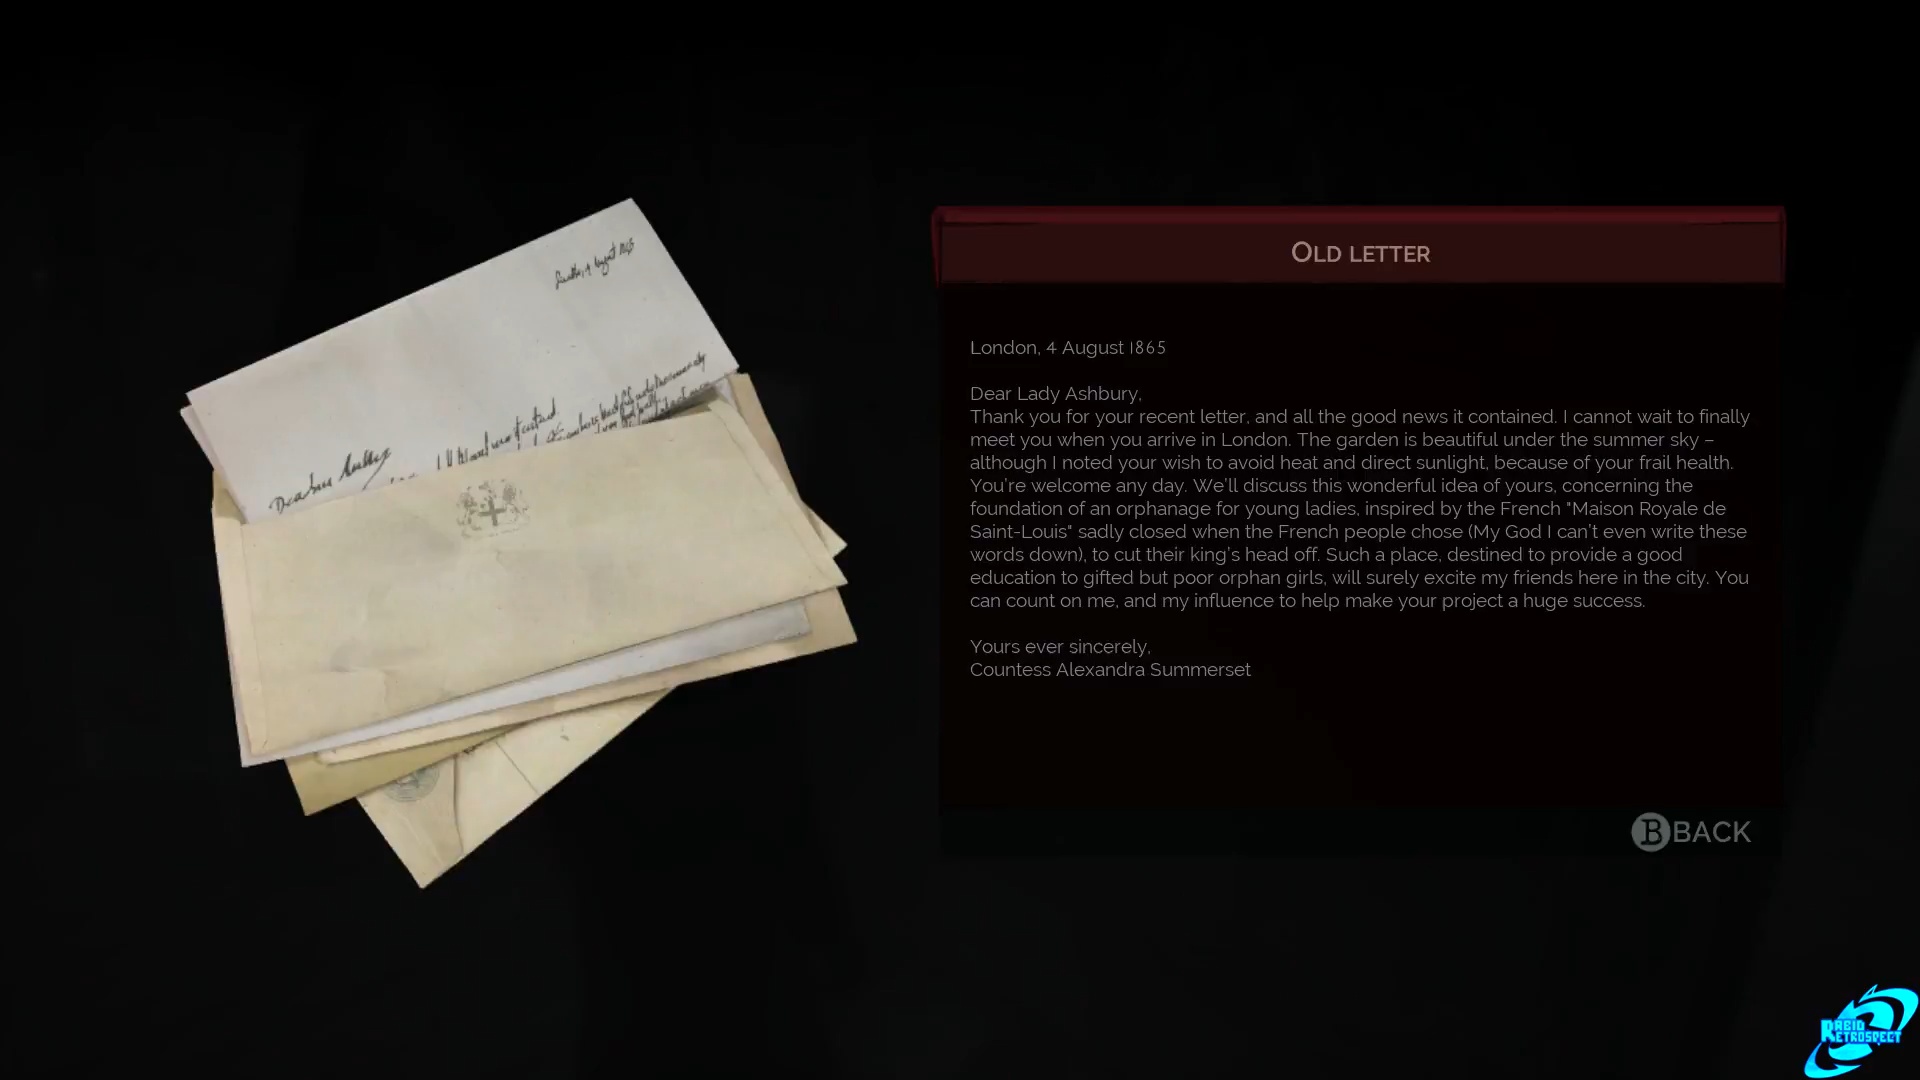 OLD LETTER
London, 4 August 1865
Dear Lady Ashbury,
Thank you for your recent letter, and all the good news it contained. I cannot wait to finally
meet you when you arrive in London. The garden is beautiful under the summer sky –
although I noted your wish to avoid heat and direct sunlight, because of your frail health.
You're welcome any day. We'll discuss this wonderful idea of yours, concerning the
foundation of an orphanage for young ladies, inspired by the French "Maison Royale de
Saint-Louis" sadly closed when the French people chose (My God I can't even write these
words down), to cut their king's head off. Such a place, destined to provide a good
education to gifted but poor orphan girls, will surely excite my friends here in the city. You
can count on me, and my influence to help make your project a huge success.
Yours ever sincerely,
Countess Alexandra Summerset
B BACK
RABID
RETROSPECT